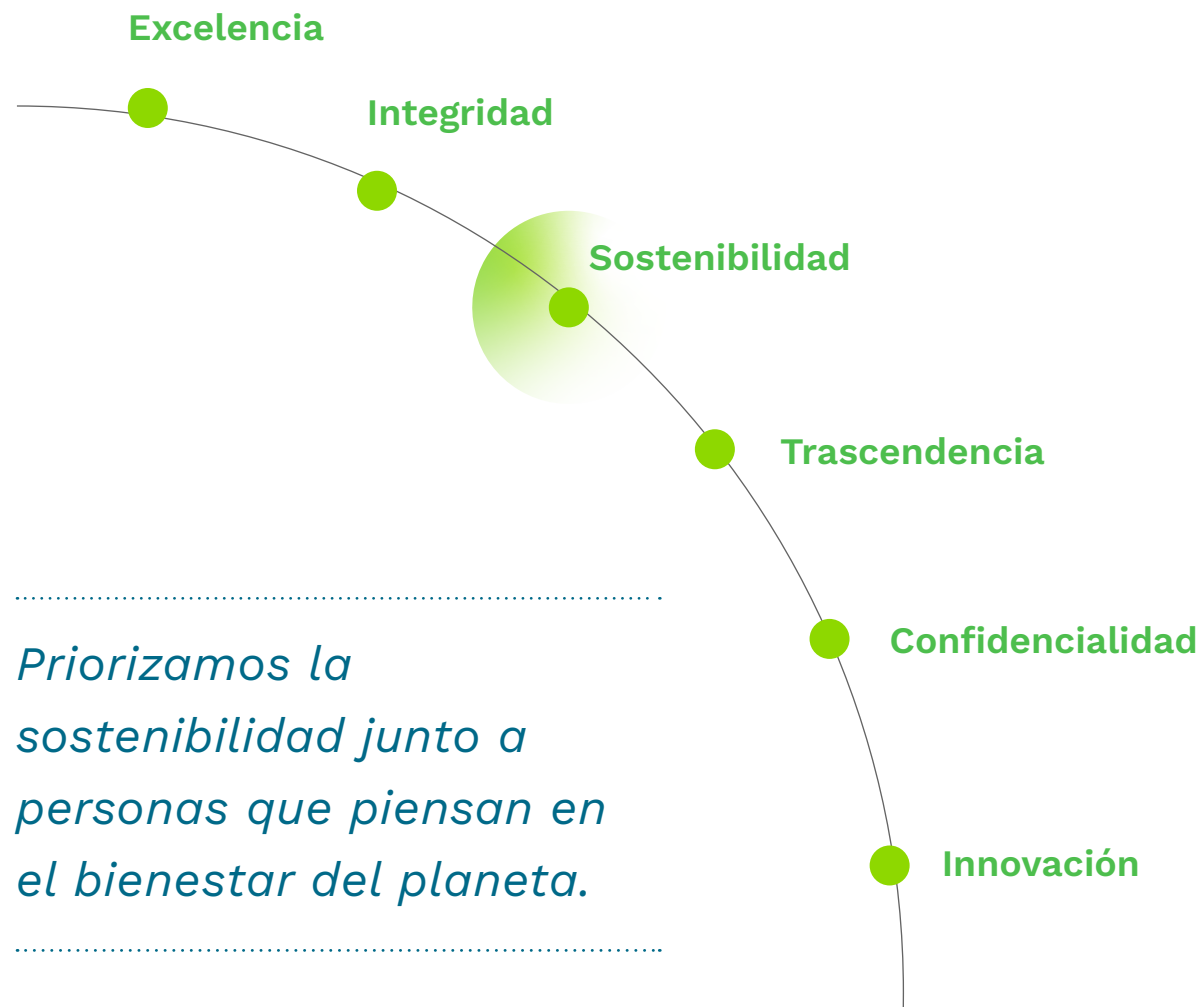 Excelencia
Integridad
Sostenibilidad
Trascendencia
Confidencialidad
Priorizamos la
sostenibilidad junto a
personas que piensan en
el bienestar del planeta.
Innovación